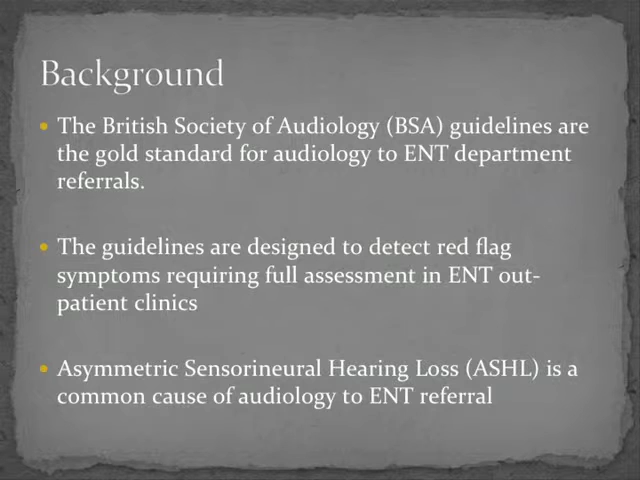 Background
• The British Society of Audiology (BSA) guidelines are
the gold standard for audiology to ENT department
referrals.
• The guidelines are designed to detect red flag
symptoms requiring full assessment in ENT out-
patient clinics
• Asymmetric Sensorineural Hearing Loss (ASHL) is a
common cause of audiology to ENT referral